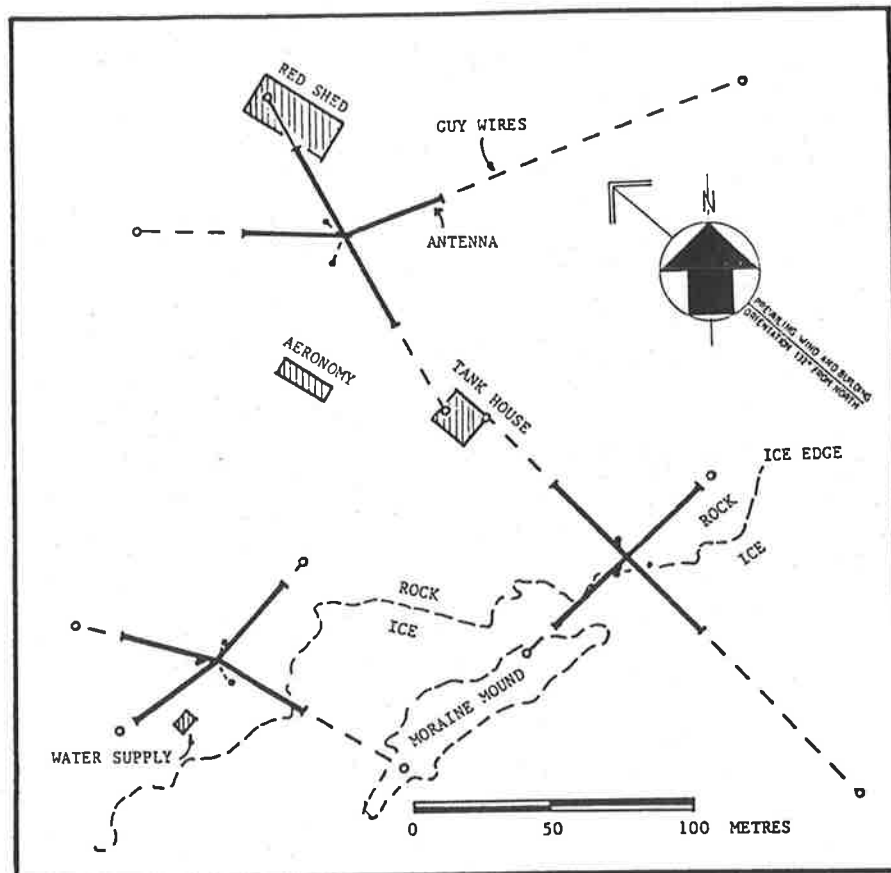 RED SHED
GUY WIRES
N
ANTENNA
PREVAILING WIND AND BUILDING
ORIENTATION 132° FROM NORTH
AERONOMY
TANK HOUSE
ICE EDGE
ROCK
ICE
ROCK
ICE
MORAINE MOUND
WATER SUPPLY
0 50 100 METRES